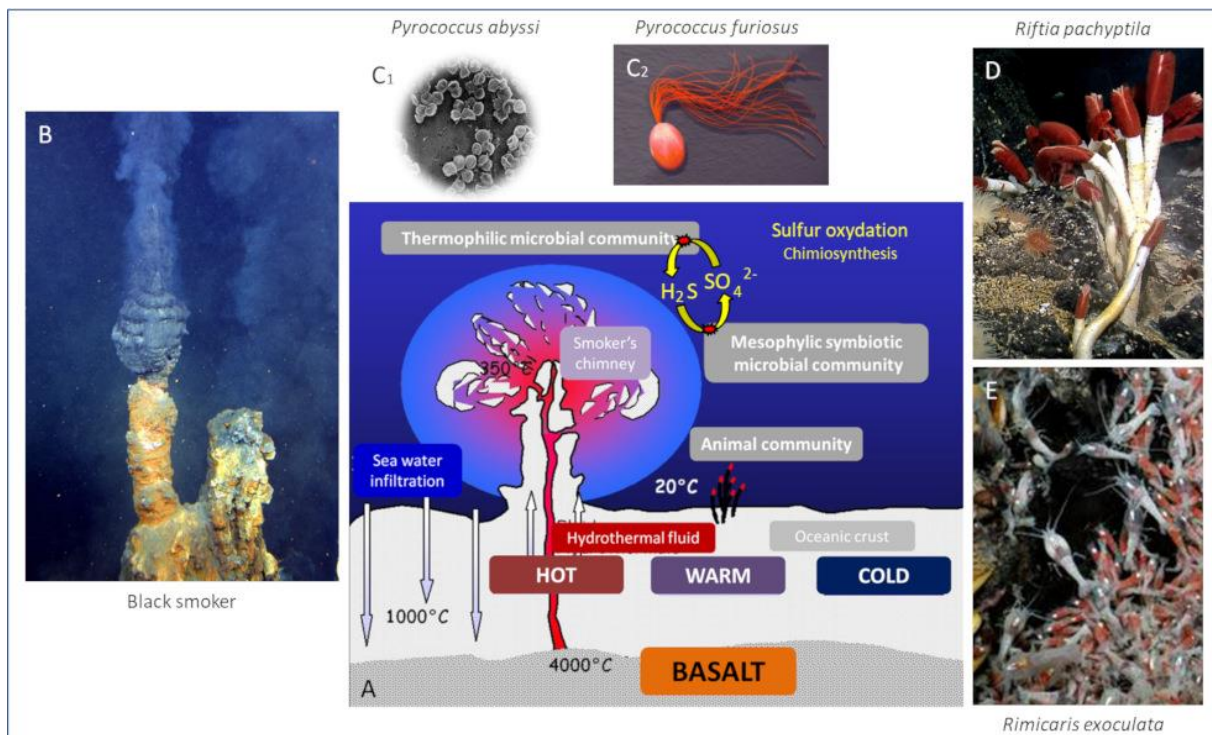 Pyrococcus abyssi
Pyrococcus furiosus
Riftia pachyptila
B
C1
C2
D
Thermophilic microbial community
Sulfur oxydation
Chimiosynthesis
H2S
SO4 2-
Smoker's
chimney
350°C
Mesophylic symbiotic
microbial community
E
Animal community
Sea water
infiltration
20°C
Hydrothermal fluid
Oceanic crust
HOT
WARM
COLD
Black smoker
1000°C
4000°C
BASALT
A
Rimicaris exoculata